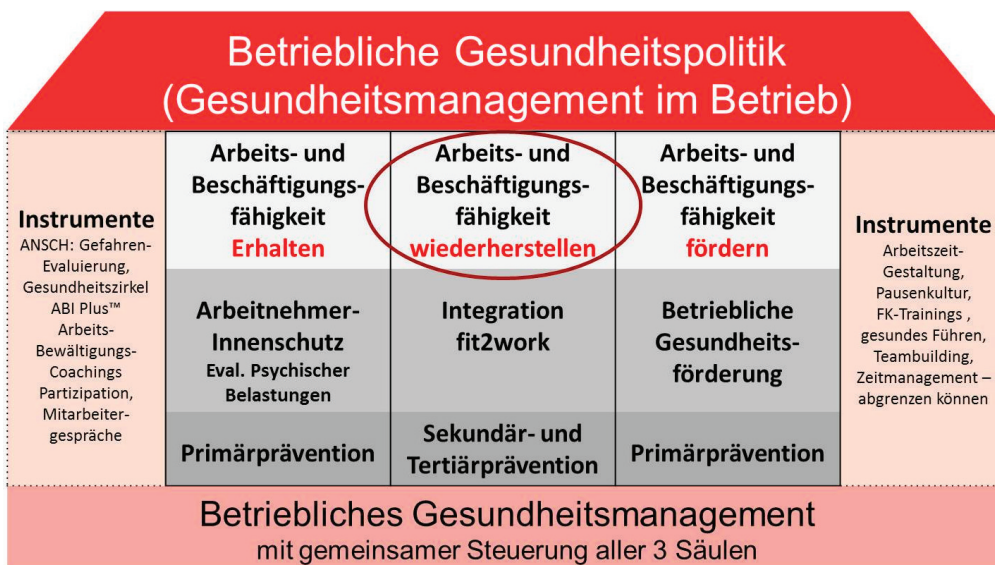 Betriebliche Gesundheitspolitik
(Gesundheitsmanagement im Betrieb)
Instrumente
ANSCH: Gefahren-
Evaluierung,
Gesundheitszirkel
ABI Plus™
Arbeits-
Bewältigungs-
Coachings
Partizipation,
Mitarbeiter-
gespräche
Arbeits- und
Beschäftigungs-
fähigkeit
Erhalten
Arbeitnehmer-
Innenschutz
Eval. Psychischer
Belastungen
Primärprävention
Arbeits- und
Beschäftigungs-
fähigkeit
wiederherstellen
Integration
fit2work
Sekundär- und
Tertiärprävention
Arbeits- und
Beschäftigungs-
fähigkeit
fördern
Betriebliche
Gesundheits-
förderung
Primärprävention
Instrumente
Arbeitszeit-
Gestaltung,
Pausenkultur,
FK-Trainings ,
gesundes Führen,
Teambuilding,
Zeitmanagement –
abgrenzen können
Betriebliches Gesundheitsmanagement
mit gemeinsamer Steuerung aller 3 Säulen